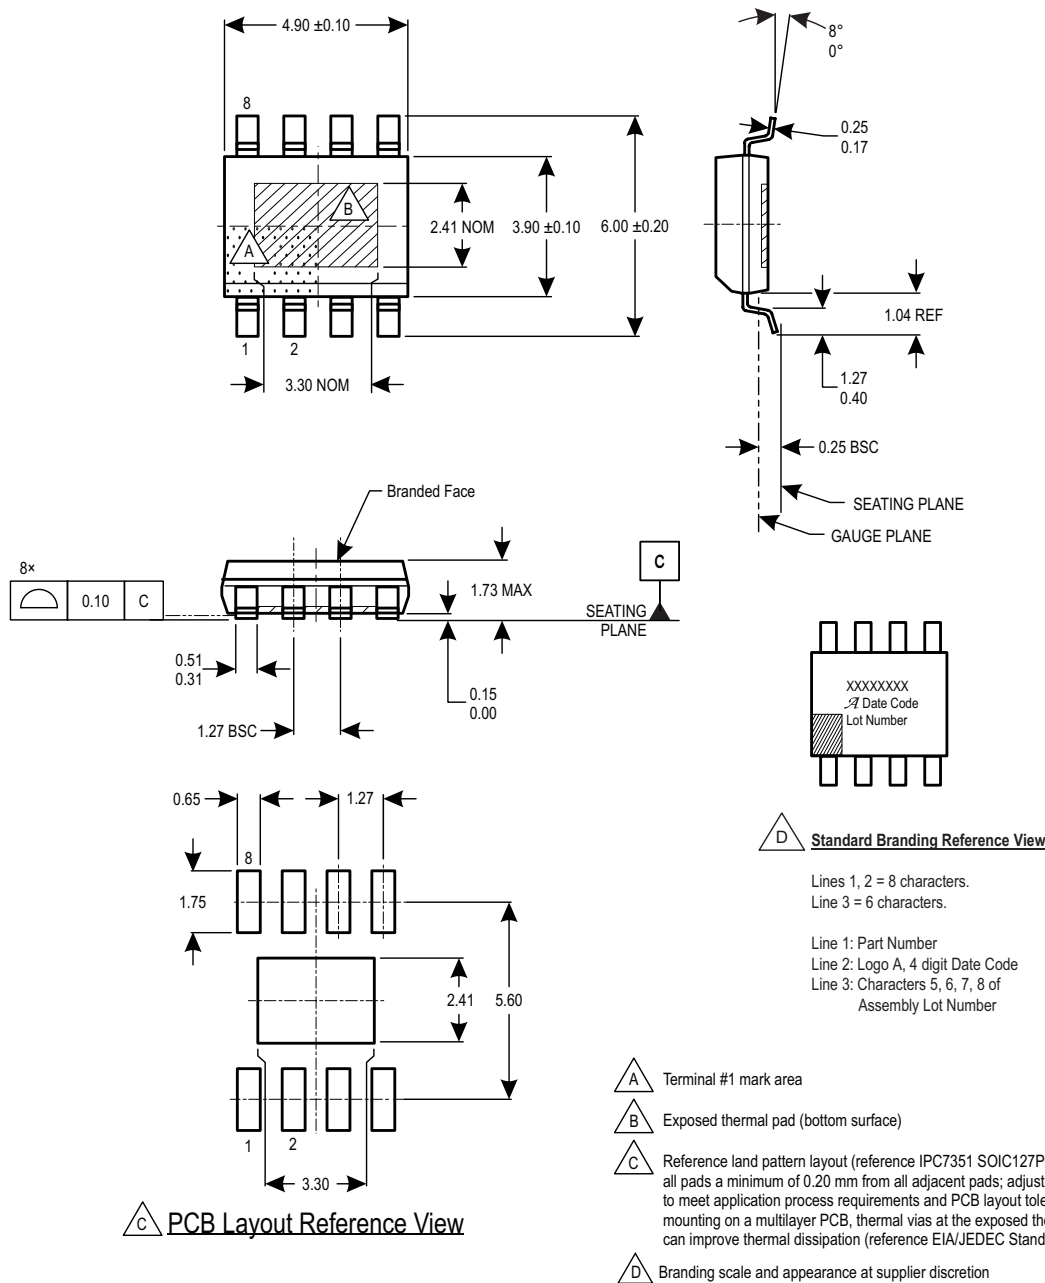 4.90 ±0.10
8°
0°
8
0.25
0.17
B
A
2.41 NOM
3.90 ±0.10
6.00 ±0.20
1.04 REF
1
2
3.30 NOM
1.27
0.40
0.25 BSC
SEATING PLANE
GAUGE PLANE
Branded Face
8×
0.10
C
1.73 MAX
C
SEATING
PLANE
0.51
0.31
0.15
0.00
1.27 BSC
XXXXXXXX
A Date Code
Lot Number
0.65
1.27
8
1.75
2.41
5.60
1
2
3.30
C PCB Layout Reference View
D Standard Branding Reference View
Lines 1, 2 = 8 characters.
Line 3 = 6 characters.
Line 1: Part Number
Line 2: Logo A, 4 digit Date Code
Line 3: Characters 5, 6, 7, 8 of
Assembly Lot Number
A Terminal #1 mark area
B Exposed thermal pad (bottom surface)
C Reference land pattern layout (reference IPC7351 SOIC127P
all pads a minimum of 0.20 mm from all adjacent pads; adjust
to meet application process requirements and PCB layout tole
mounting on a multilayer PCB, thermal vias at the exposed the
can improve thermal dissipation (reference EIA/JEDEC Stand
D Branding scale and appearance at supplier discretion